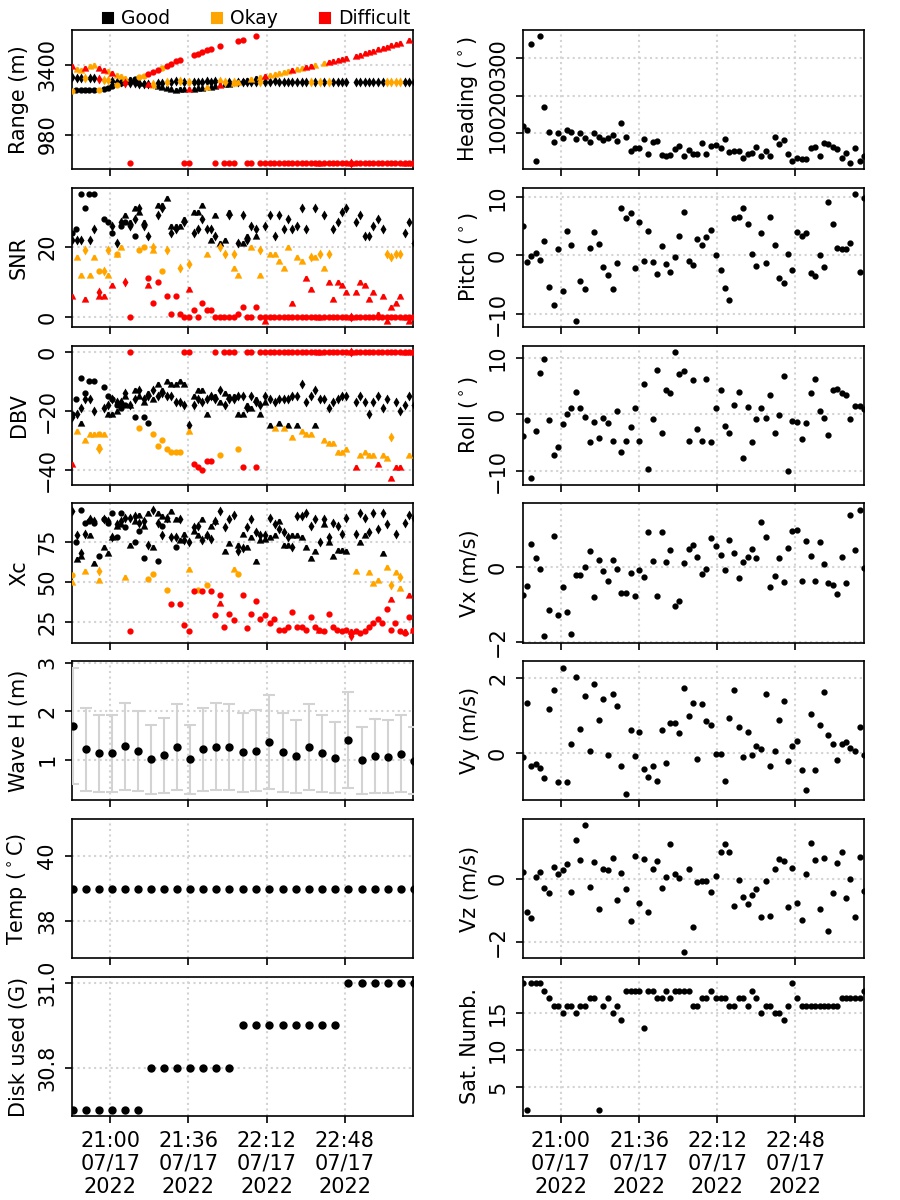 Good Okay Difficult
Range (m)
3400
980
Heading (°)
300
200
100
SNR
20
0
Pitch (°)
10
0
−10
DBV
0
−20
−40
Roll (°)
10
0
−10
Xc
75
50
25
Vx (m/s)
0
−2
Wave H (m)
3
2
1
Vy (m/s)
2
0
Temp (°C)
40
38
Vz (m/s)
0
−2
Disk used (G)
31.0
30.8
Sat. Numb.
15
10
5
21:00 21:36 22:12 22:48
07/17 07/17 07/17 07/17
2022 2022 2022 2022
21:00 21:36 22:12 22:48
07/17 07/17 07/17 07/17
2022 2022 2022 2022